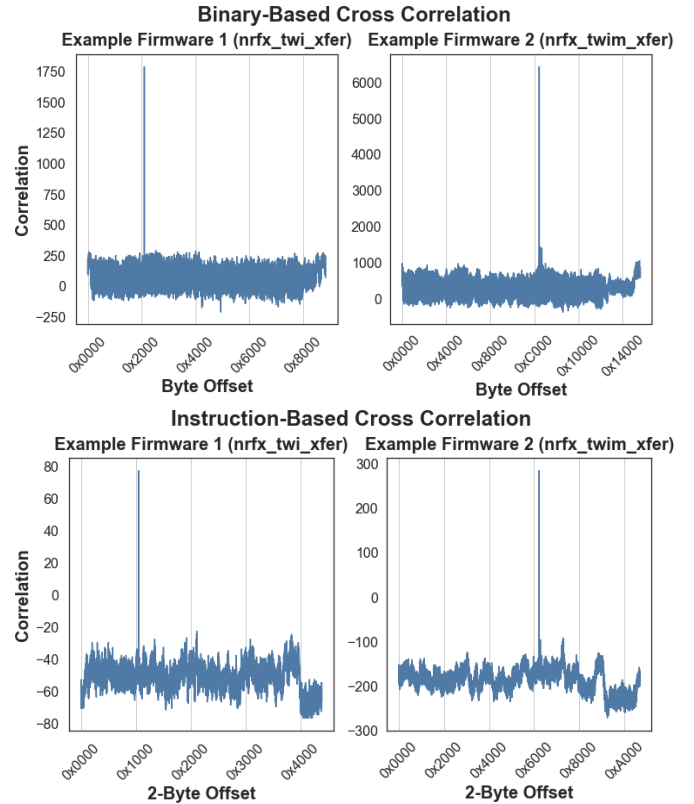 Binary-Based Cross Correlation
Example Firmware 1 (nrfx_twi_xfer)
Example Firmware 2 (nrfx_twim_xfer)
Correlation
1750
1500
1250
1000
750
500
250
0
−250
0x0000
0x2000
0x4000
0x6000
0x8000
Byte Offset
6000
5000
4000
3000
2000
1000
0
0x0000
0x4000
0x8000
0xC000
0x10000
0x14000
Byte Offset
Instruction-Based Cross Correlation
Example Firmware 1 (nrfx_twi_xfer)
Example Firmware 2 (nrfx_twim_xfer)
Correlation
80
60
40
20
0
−20
−40
−60
−80
0x0000
0x1000
0x2000
0x3000
0x4000
2-Byte Offset
300
200
100
0
−100
−200
−300
0x0000
0x2000
0x4000
0x6000
0x8000
0xA000
2-Byte Offset